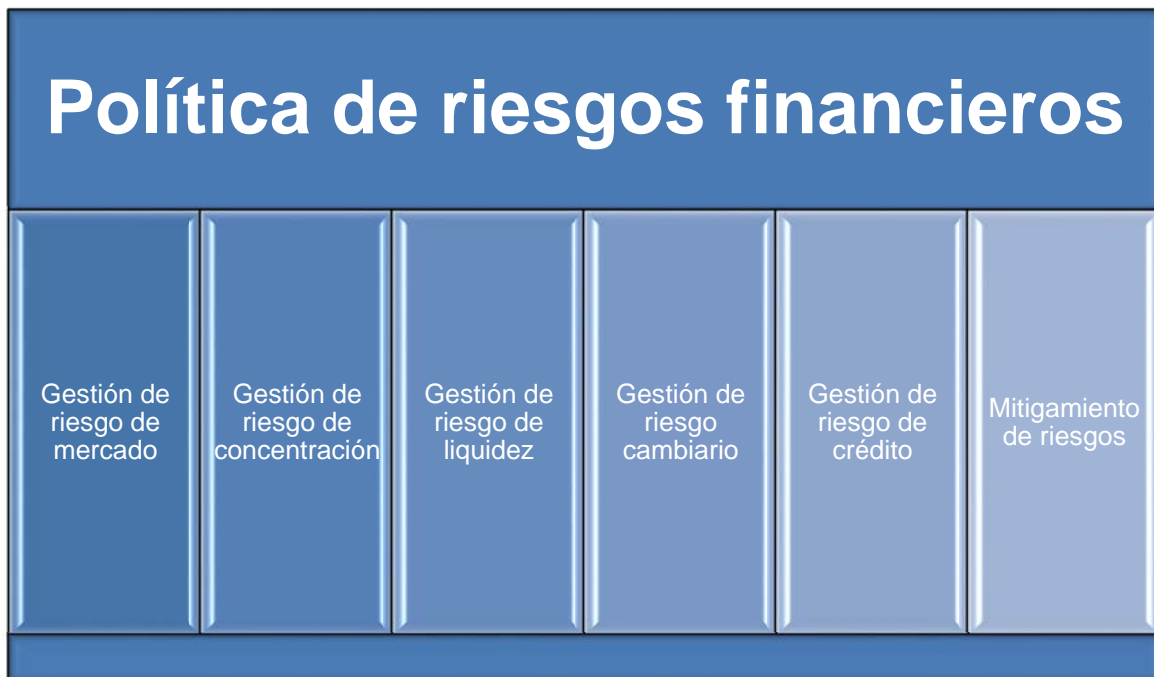 Política de riesgos financieros
Gestión de
riesgo de
mercado
Gestión de
riesgo de
concentración
Gestión de
riesgo de
liquidez
Gestión de
riesgo
cambiario
Gestión de
riesgo de
crédito
Mitigamiento
de riesgos